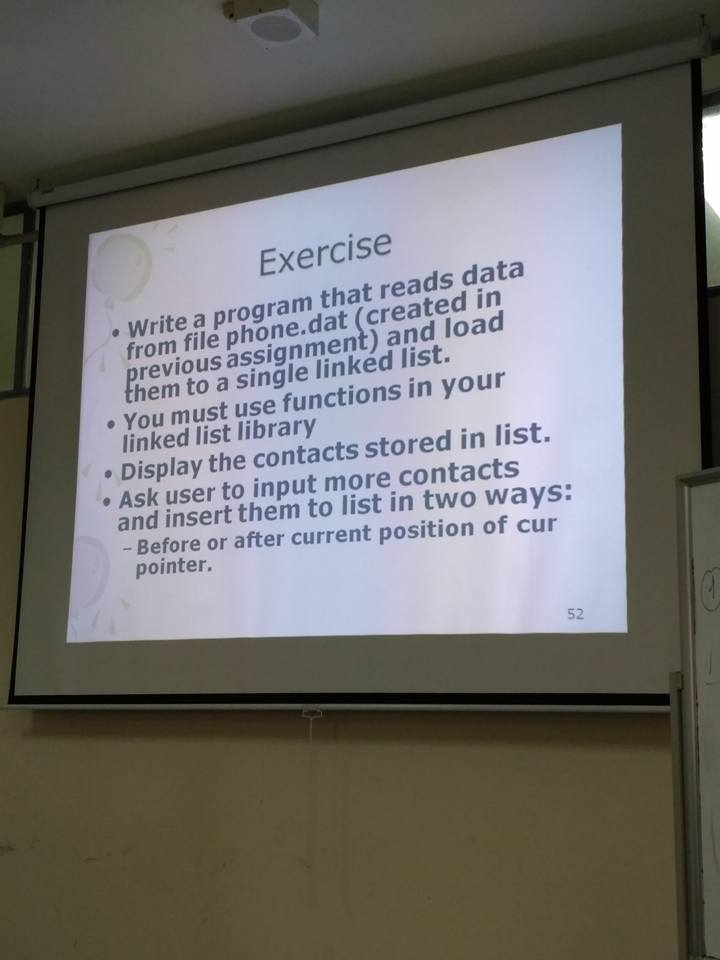 Exercise
• Write a program that reads data
from file phone.dat (created in
previous assignment) and load
them to a single linked list.
• You must use functions in your
linked list library
• Display the contacts stored in list.
• Ask user to input more contacts
and insert them to list in two ways:
– Before or after current position of cur
pointer.
52